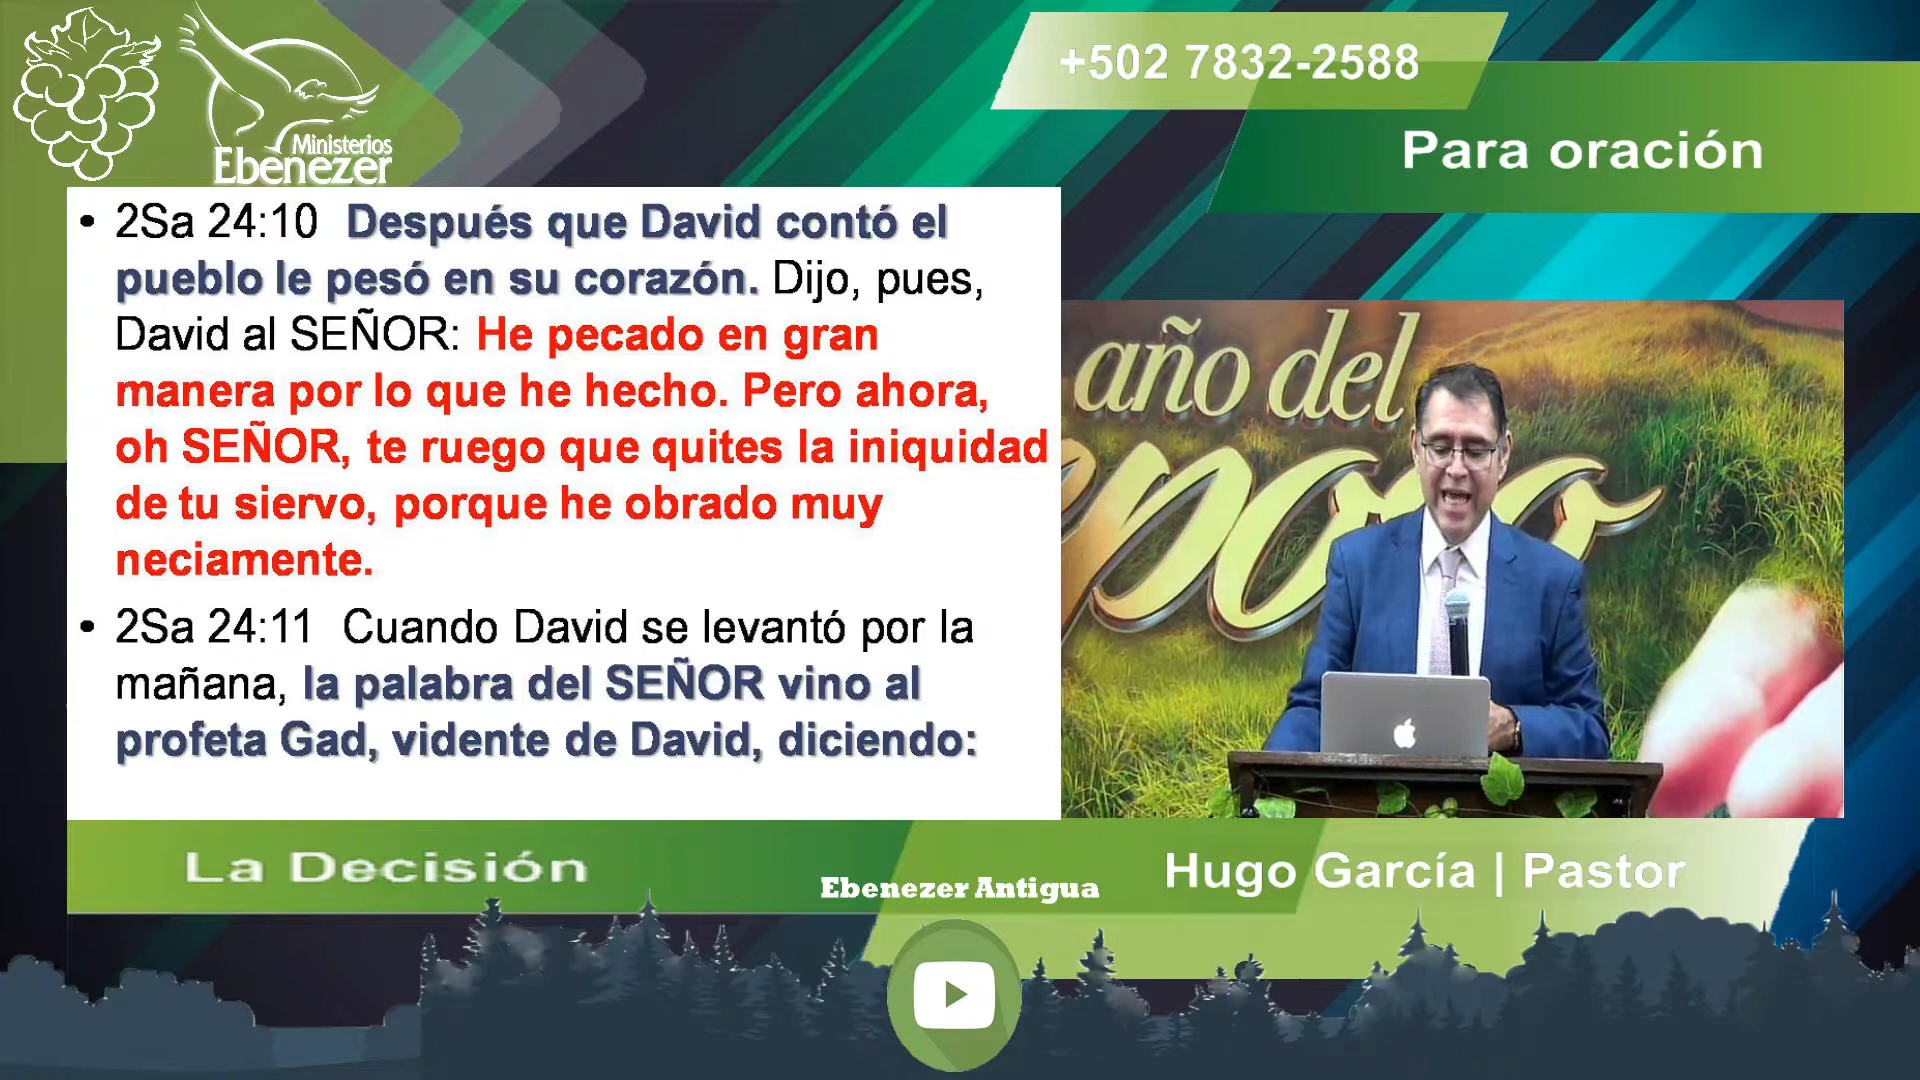 Ministerios
Ebenezer
+502 7832-2588
Para oración
• 2Sa 24:10 Después que David contó el
pueblo le pesó en su corazón. Dijo, pues,
David al SEÑOR: He pecado en gran
manera por lo que he hecho. Pero ahora,
oh SEÑOR, te ruego que quites la iniquidad
de tu siervo, porque he obrado muy
neciamente.
• 2Sa 24:11 Cuando David se levantó por la
mañana, la palabra del SEÑOR vino al
profeta Gad, vidente de David, diciendo:
año del
La Decisión
Ebenezer Antigua
Hugo García | Pastor